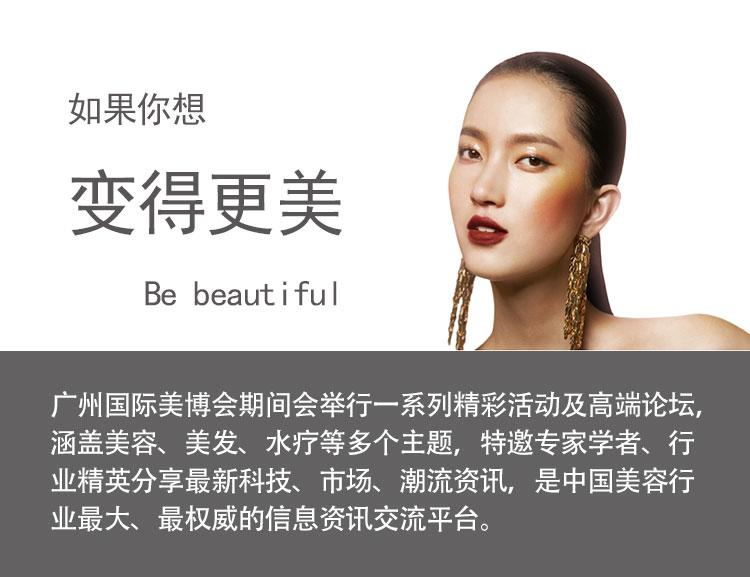 如果你想
变得更美
Be beautiful
广州国际美博会期间会举行一系列精彩活动及高端论坛，
涵盖美容、美发、水疗等多个主题，特邀专家学者、行
业精英分享最新科技、市场、潮流资讯，是中国美容行
业最大、最权威的信息资讯交流平台。